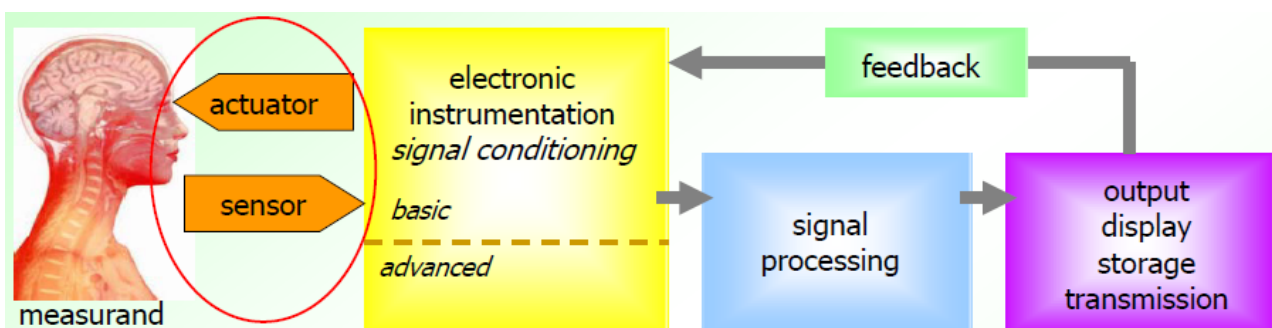 measurand
actuator
sensor
electronic
instrumentation
signal conditioning
basic
advanced
feedback
signal
processing
output
display
storage
transmission